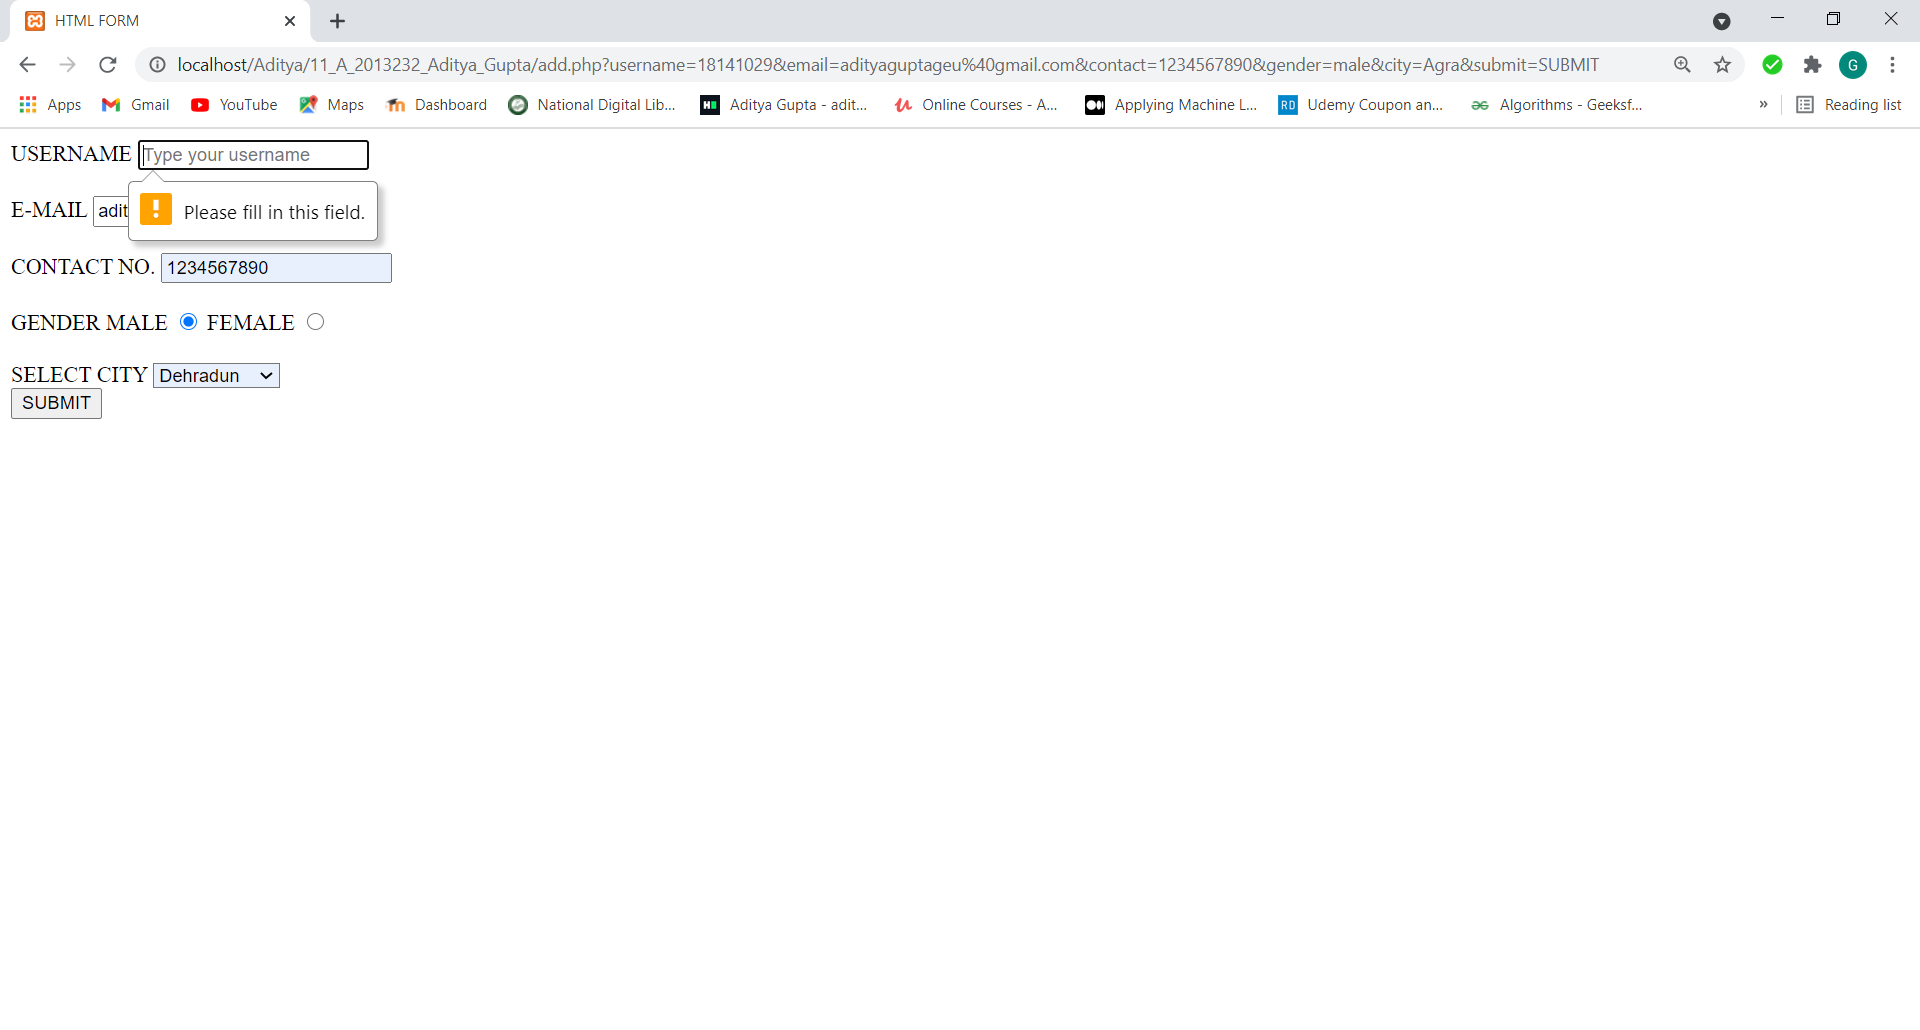 HTML FORM
localhost/Aditya/11_A_2013232_Aditya_Gupta/add.php?username=18141029&email=adityaguptageu%40gmail.com&contact=1234567890&gender=male&city=Agra&submit=SUBMIT
G
Apps Gmail YouTube Maps Dashboard National Digital Lib... Aditya Gupta - adit... Online Courses - A... Applying Machine L... RD Udemy Coupon an... Algorithms - Geeksf... » Reading list
USERNAME Type your username
E-MAIL adit
! Please fill in this field.
CONTACT NO. 1234567890
GENDER MALE FEMALE
SELECT CITY Dehradun
SUBMIT